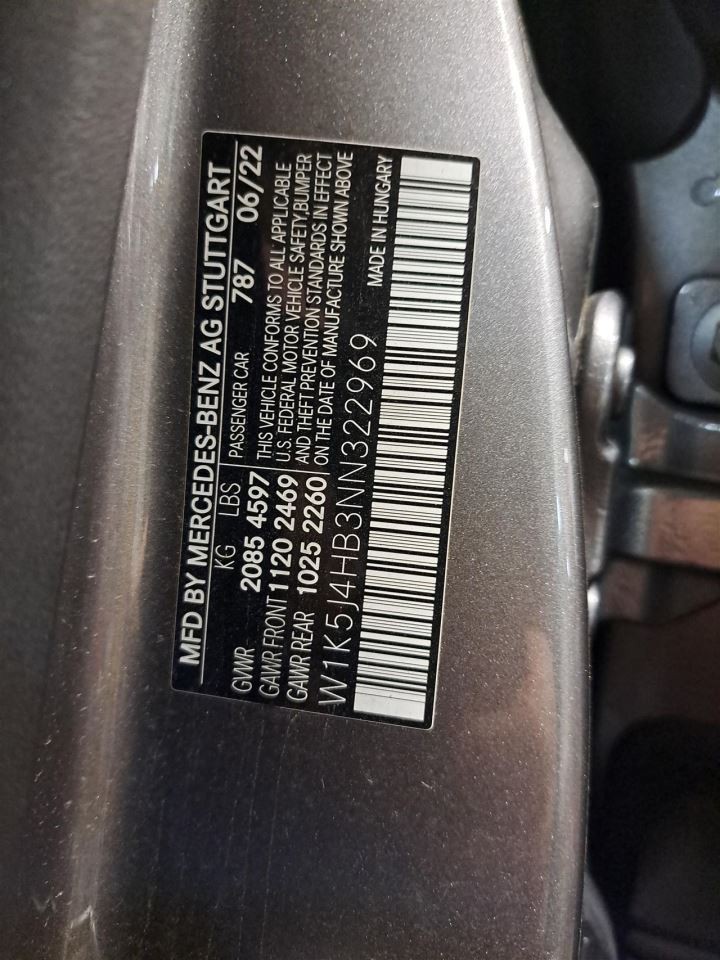 MFD BY MERCEDES-BENZ AG STUTTGART
KG LBS PASSENGER CAR 787 06/22
GVWR 2085 4597 THIS VEHICLE CONFORMS TO ALL APPLICABLE
GAWR FRONT 1120 2469 U.S. FEDERAL MOTOR VEHICLE SAFETY,BUMPER
GAWR REAR 1025 2260 AND THEFT PREVENTION STANDARDS IN EFFECT
ON THE DATE OF MANUFACTURE SHOWN ABOVE
W1K5J4HB3NN322969 MADE IN HUNGARY